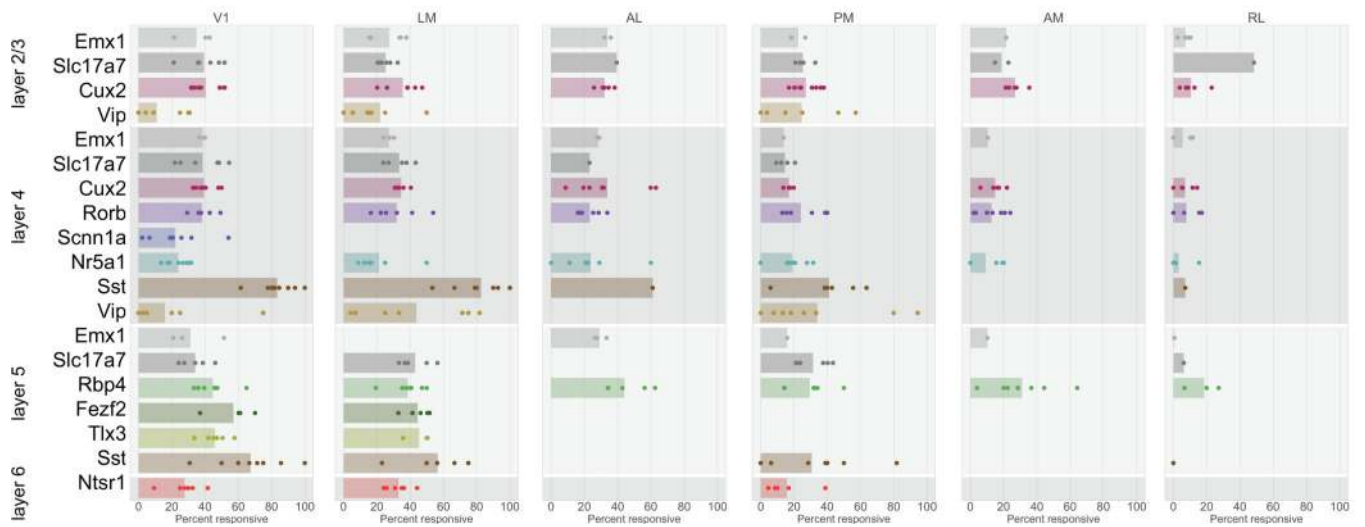 V1 LM AL PM AM RL
layer 2/3
Emx1
Slc17a7
Cux2
Vip
layer 4
Emx1
Slc17a7
Cux2
Rorb
Scnn1a
Nr5a1
Sst
Vip
layer 5
Emx1
Slc17a7
Rbp4
Fezf2
Tlx3
Sst
layer 6
Ntsr1
0 20 40 60 80 100 0 20 40 60 80 100 0 20 40 60 80 100 0 20 40 60 80 100 0 20 40 60 80 100 0 20 40 60 80 100
Percent responsive Percent responsive Percent responsive Percent responsive Percent responsive Percent responsive